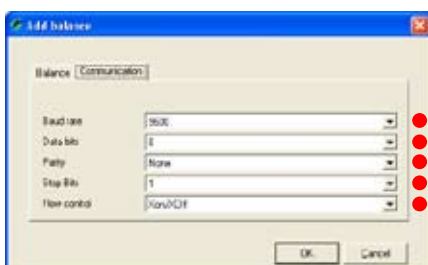 Add balance
Balance Communication
Baud rate 9600
Data bits 8
Parity None
Stop Bits 1
Flow control Xon/XOff
OK Cancel